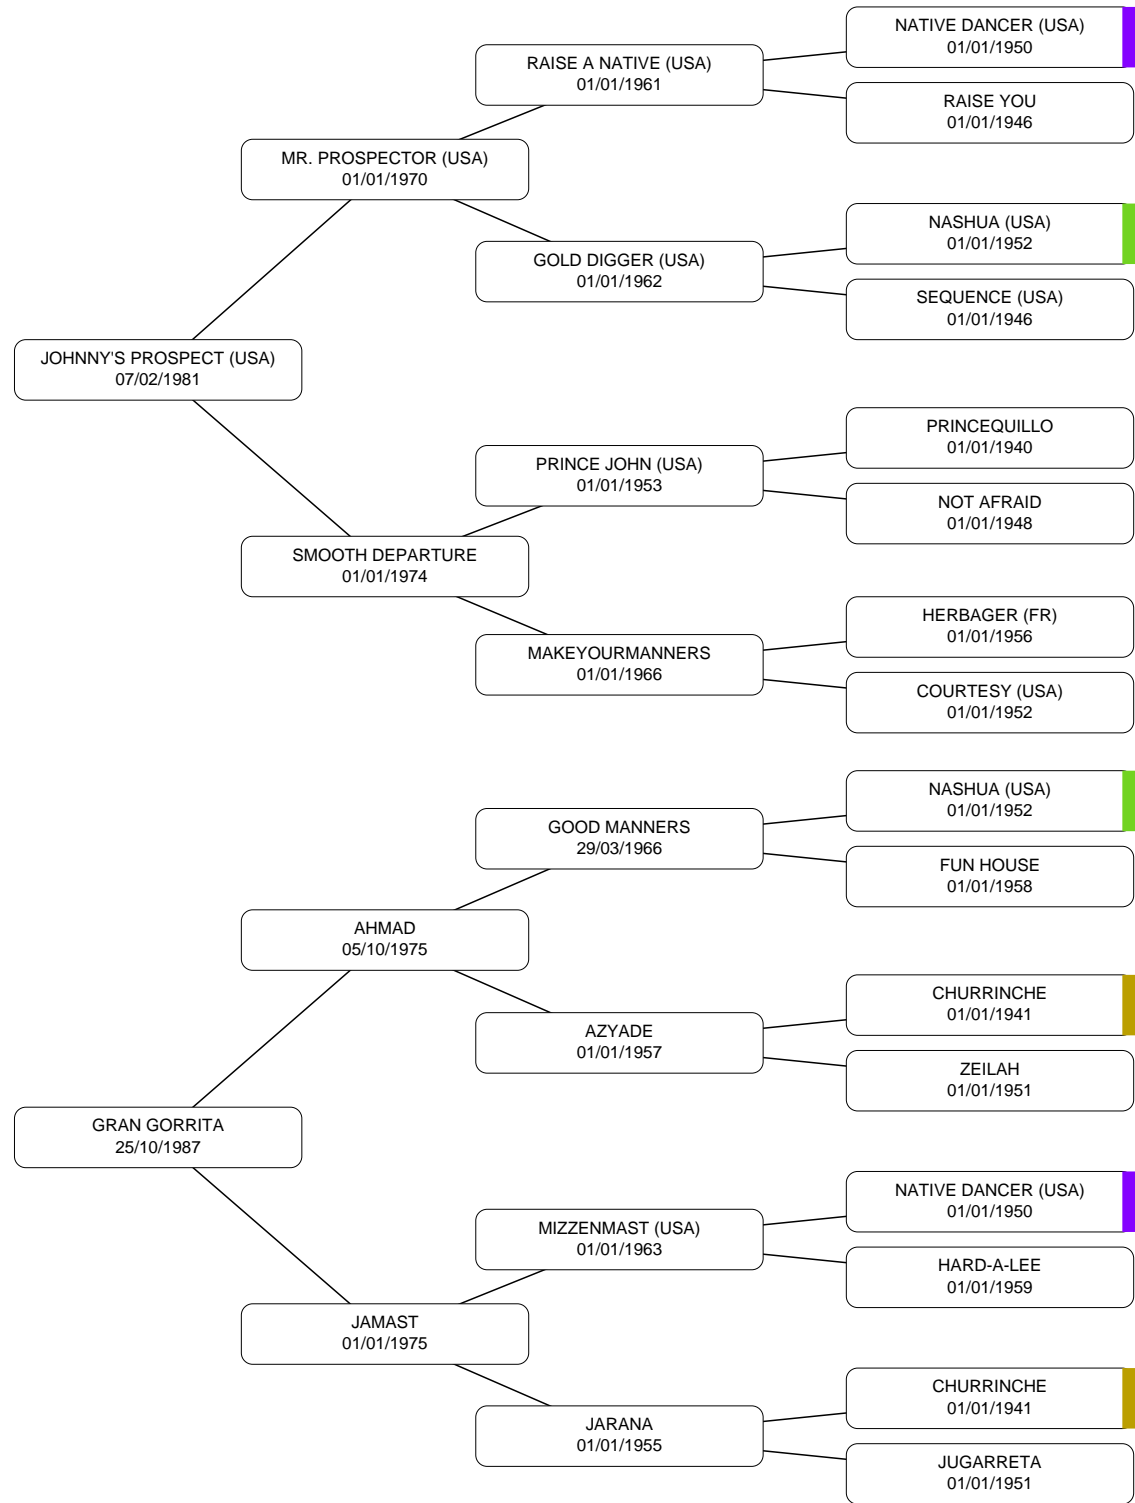 NATIVE DANCER (USA)
01/01/1950
RAISE A NATIVE (USA)
01/01/1961
RAISE YOU
01/01/1946
MR. PROSPECTOR (USA)
01/01/1970
NASHUA (USA)
01/01/1952
GOLD DIGGER (USA)
01/01/1962
SEQUENCE (USA)
01/01/1946
JOHNNY'S PROSPECT (USA)
07/02/1981
PRINCEQUILLO
01/01/1940
PRINCE JOHN (USA)
01/01/1953
NOT AFRAID
01/01/1948
SMOOTH DEPARTURE
01/01/1974
HERBAGER (FR)
01/01/1956
MAKEYOURMANNERS
01/01/1966
COURTESY (USA)
01/01/1952
NASHUA (USA)
01/01/1952
GOOD MANNERS
29/03/1966
FUN HOUSE
01/01/1958
AHMAD
05/10/1975
CHURRINCHE
01/01/1941
AZYADE
01/01/1957
ZEILAH
01/01/1951
GRAN GORRITA
25/10/1987
NATIVE DANCER (USA)
01/01/1950
MIZZENMAST (USA)
01/01/1963
HARD-A-LEE
01/01/1959
JAMAST
01/01/1975
CHURRINCHE
01/01/1941
JARANA
01/01/1955
JUGARRETA
01/01/1951